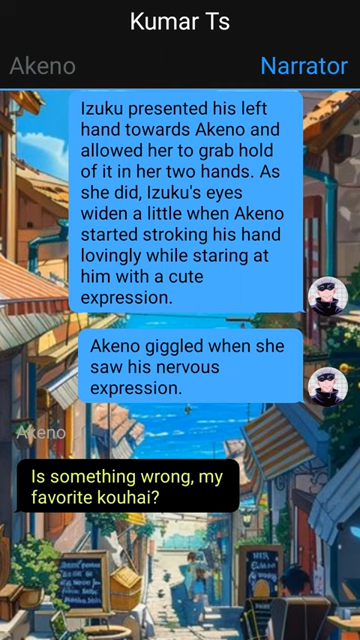 Kumar Ts
Akeno
Narrator
Izuku presented his left
hand towards Akeno and
allowed her to grab hold
of it in her two hands. As
she did, Izuku's eyes
widen a little when Akeno
started stroking his hand
lovingly while staring at
him with a cute
expression.
Akeno giggled when she
saw his nervous
expression.
Akeno
Is something wrong, my
favorite kouhai?